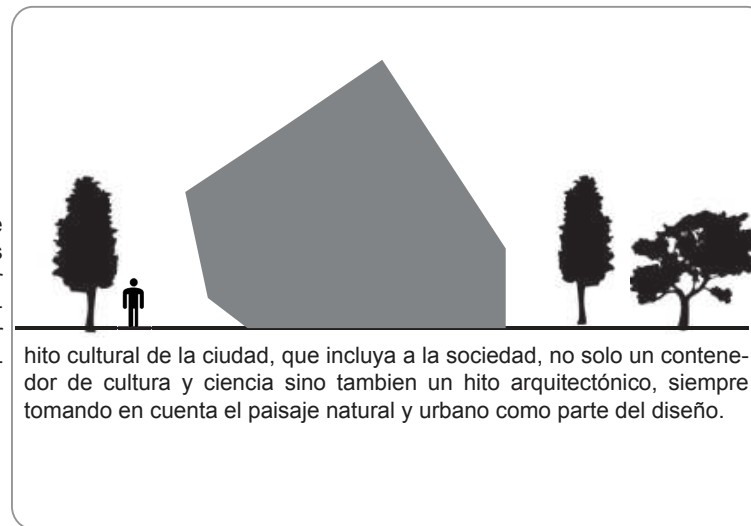 hito cultural de la ciudad, que incluya a la sociedad, no solo un contene-
dor de cultura y ciencia sino tambien un hito arquitectónico, siempre
tomando en cuenta el paisaje natural y urbano como parte del diseño.